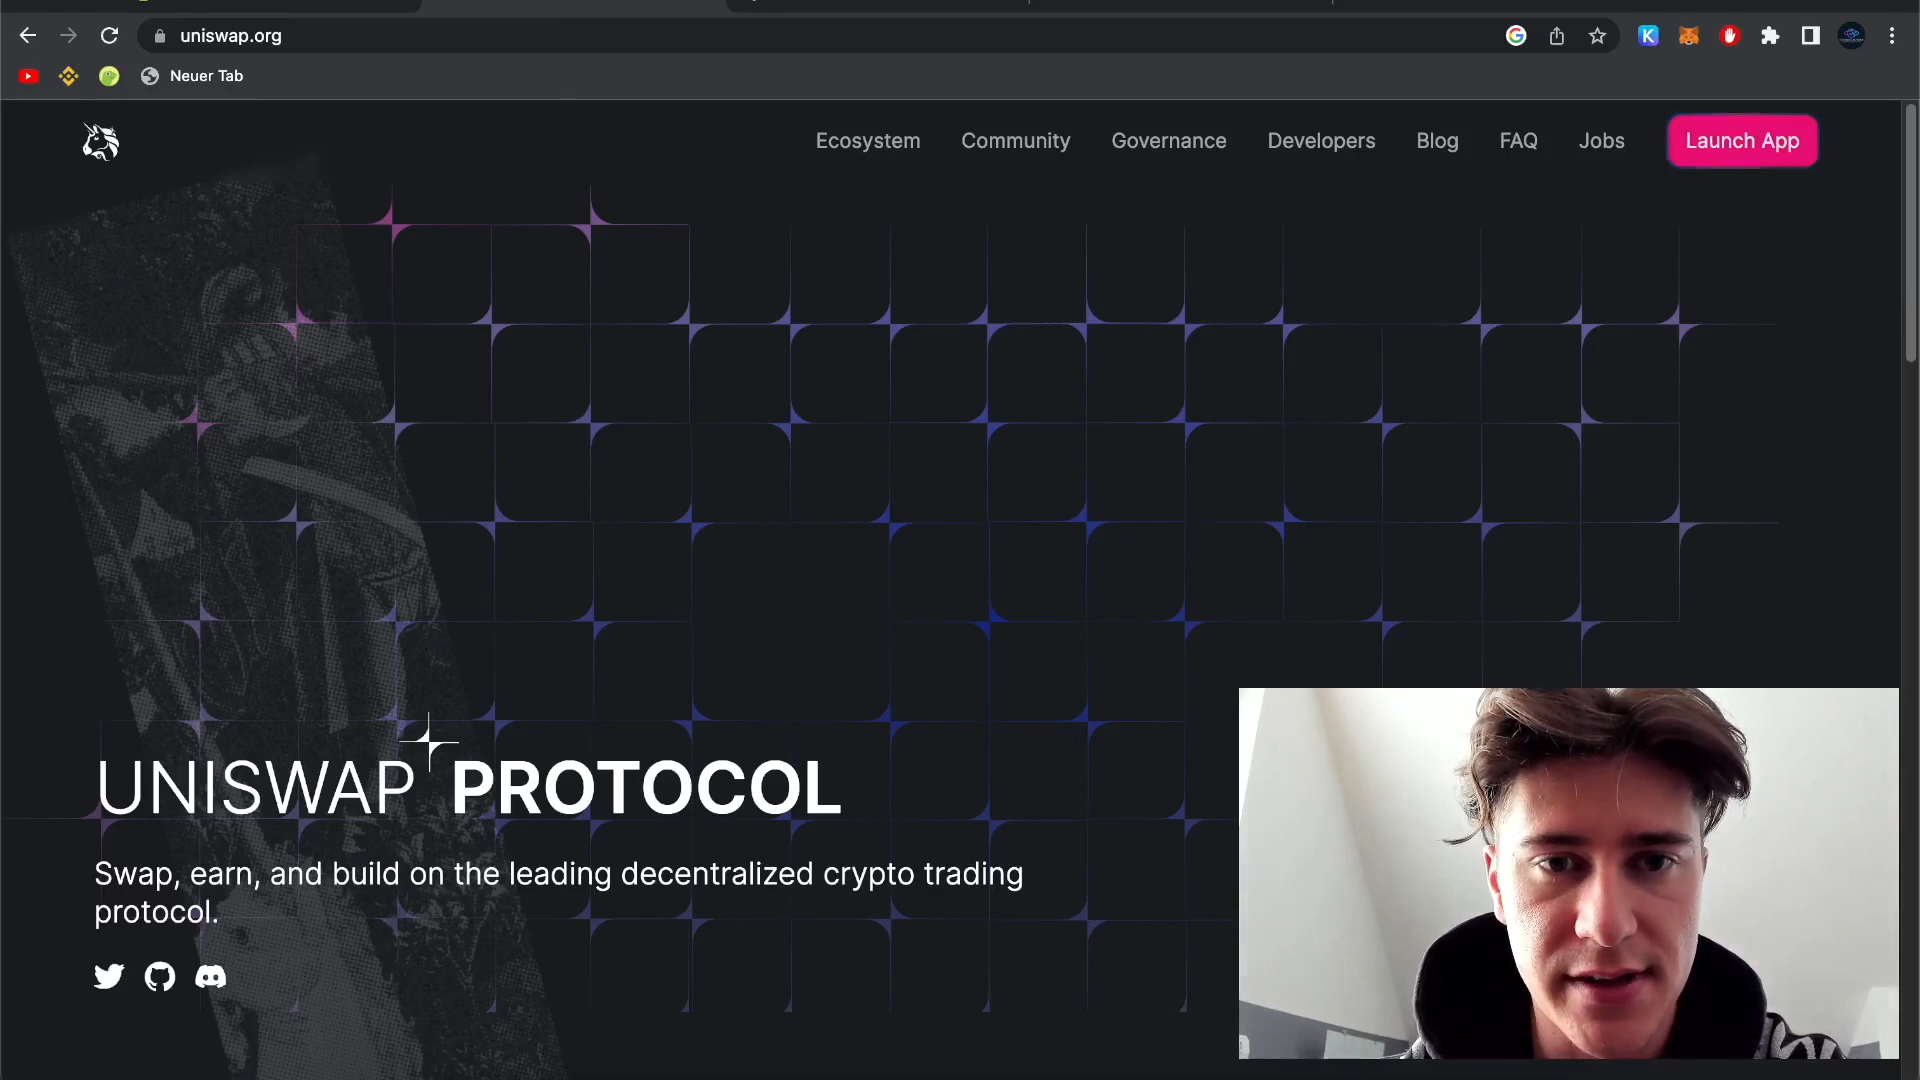 uniswap.org
K
Neuer Tab
Ecosystem Community Governance Developers Blog FAQ Jobs Launch App
UNISWAP PROTOCOL
Swap, earn, and build on the leading decentralized crypto trading
protocol.